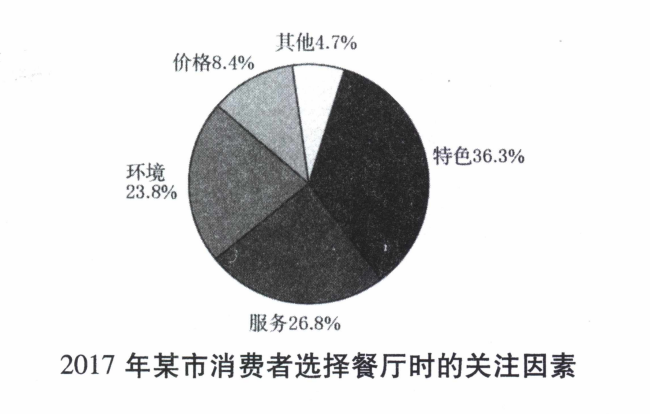 其他4.7%
价格8.4%
特色36.3%
环境
23.8%
服务26.8%
2017 年某市消费者选择餐厅时的关注因素